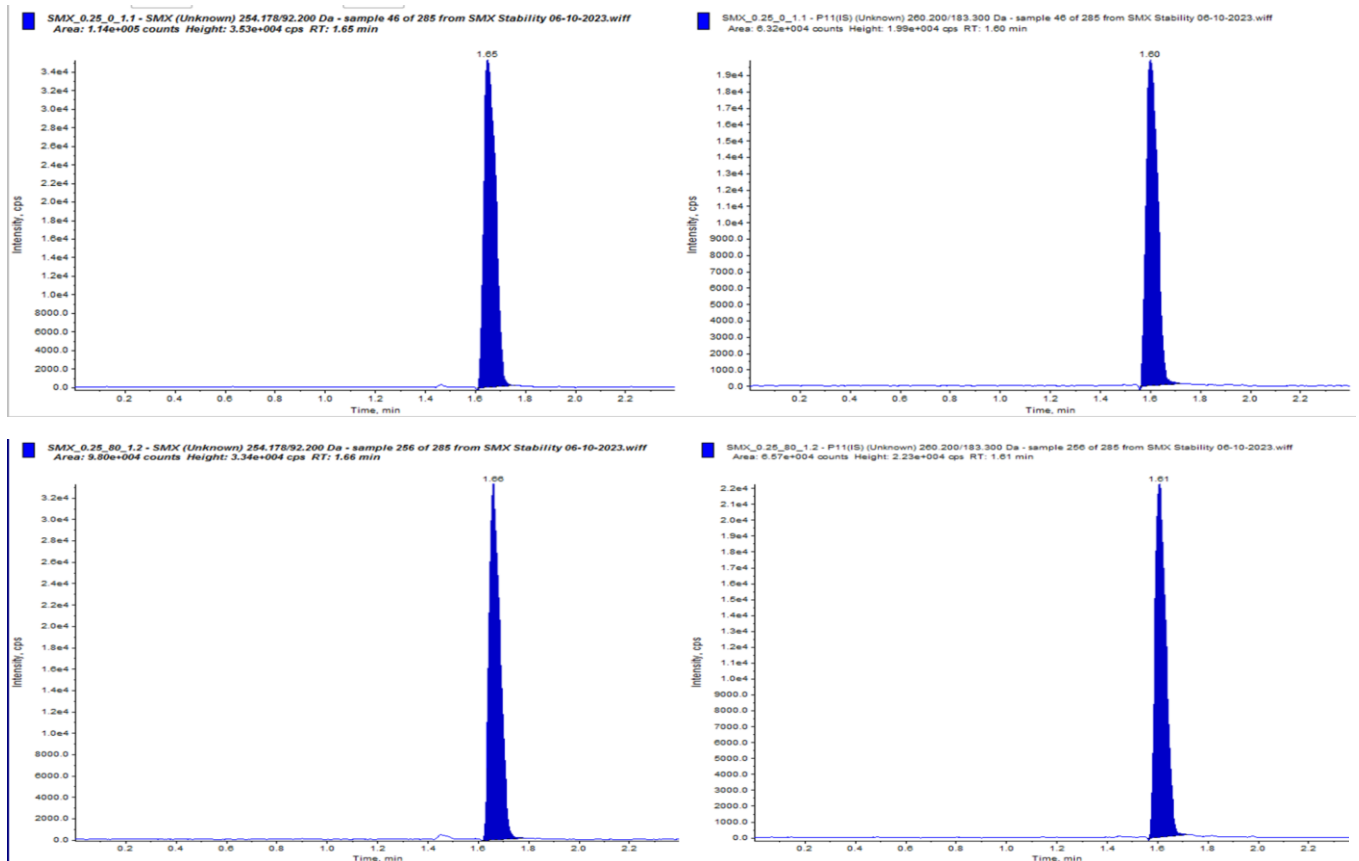 SMX_0.25_0_1.1 - SMX (Unknown) 254.178/92.200 Da - sample 46 of 285 from SMX Stability 06-10-2023.wiff
Area: 1.14e+005 counts Height: 3.53e+004 cps RT: 1.65 min
1.65
3.4e4
3.2e4
3.0e4
2.8e4
2.6e4
2.4e4
2.2e4
2.0e4
1.8e4
1.6e4
1.4e4
1.2e4
1.0e4
8000.0
6000.0
4000.0
2000.0
0.0
Intensity, cps
0.2 0.4 0.6 0.8 1.0 1.2 1.4 1.6 1.8 2.0 2.2
Time, min
SMX_0.25_0_1.1 - P11(IS) (Unknown) 260.200/183.300 Da - sample 46 of 285 from SMX Stability 06-10-2023.wiff
Area: 6.32e+004 counts Height: 1.99e+004 cps RT: 1.60 min
1.60
1.9e4
1.8e4
1.7e4
1.6e4
1.5e4
1.4e4
1.3e4
1.2e4
1.1e4
1.0e4
9000.0
8000.0
7000.0
6000.0
5000.0
4000.0
3000.0
2000.0
1000.0
0.0
Intensity, cps
0.2 0.4 0.6 0.8 1.0 1.2 1.4 1.6 1.8 2.0 2.2
Time, min
SMX_0.25_80_1.2 - SMX (Unknown) 254.178/92.200 Da - sample 256 of 285 from SMX Stability 06-10-2023.wiff
Area: 9.80e+004 counts Height: 3.34e+004 cps RT: 1.66 min
1.66
3.2e4
3.0e4
2.8e4
2.6e4
2.4e4
2.2e4
2.0e4
1.8e4
1.6e4
1.4e4
1.2e4
1.0e4
8000.0
6000.0
4000.0
2000.0
0.0
Intensity, cps
0.2 0.4 0.6 0.8 1.0 1.2 1.4 1.6 1.8 2.0 2.2
Time, min
SMX_0.25_80_1.2 - P11(IS) (Unknown) 260.200/183.300 Da - sample 256 of 285 from SMX Stability 06-10-2023.wiff
Area: 6.57e+004 counts Height: 2.23e+004 cps RT: 1.61 min
1.61
2.2e4
2.1e4
2.0e4
1.9e4
1.8e4
1.7e4
1.6e4
1.5e4
1.4e4
1.3e4
1.2e4
1.1e4
1.0e4
9000.0
8000.0
7000.0
6000.0
5000.0
4000.0
3000.0
2000.0
1000.0
0.0
Intensity, cps
0.2 0.4 0.6 0.8 1.0 1.2 1.4 1.6 1.8 2.0 2.2
Time, min